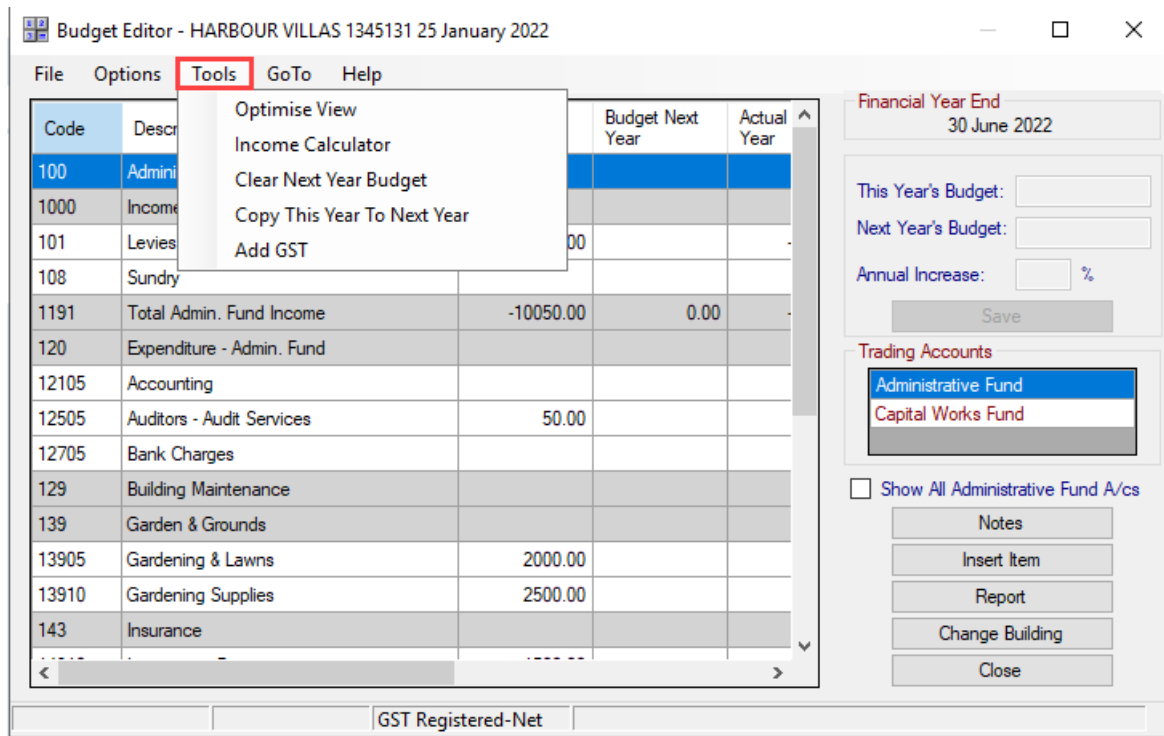 Budget Editor - HARBOUR VILLAS 1345131 25 January 2022
File Options Tools GoTo Help
Optimise View
Income Calculator
Clear Next Year Budget
Copy This Year To Next Year
Add GST
Code Descr Budget Next Year Actual Year
100 Admini
1000 Income
101 Levies 00 -
108 Sundry
1191 Total Admin. Fund Income -10050.00 0.00 -
120 Expenditure - Admin. Fund
12105 Accounting
12505 Auditors - Audit Services 50.00
12705 Bank Charges
129 Building Maintenance
139 Garden & Grounds
13905 Gardening & Lawns 2000.00
13910 Gardening Supplies 2500.00
143 Insurance
Financial Year End
30 June 2022
This Year's Budget:
Next Year's Budget:
Annual Increase: %
Save
Trading Accounts
Administrative Fund
Capital Works Fund
Show All Administrative Fund A/cs
Notes
Insert Item
Report
Change Building
Close
GST Registered-Net